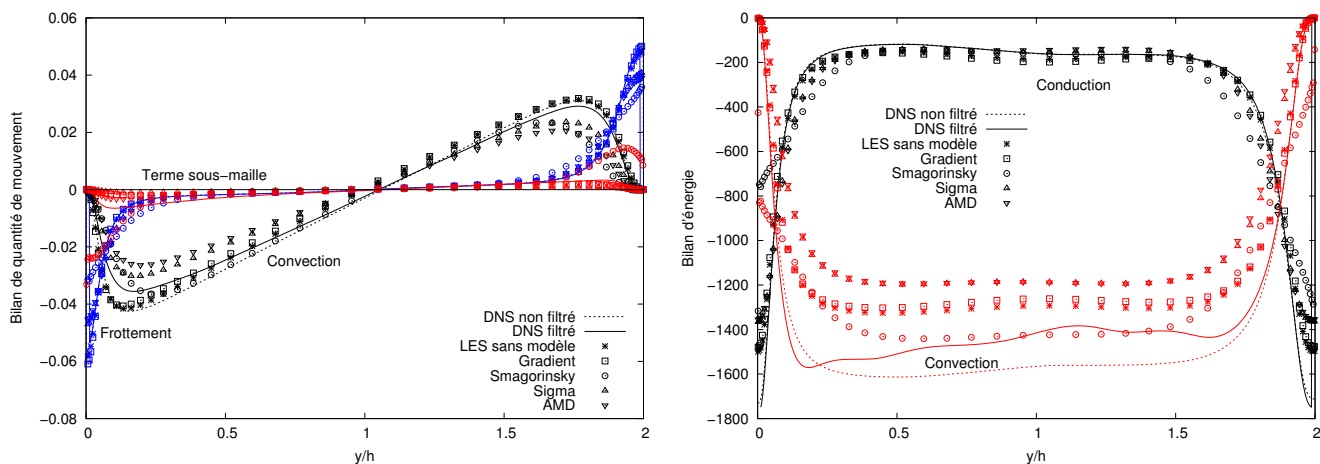 0.06
0.04
0.02
0
−0.02
−0.04
−0.06
−0.08
0
0.5
1
1.5
2
y/h
Bilan de quantité de mouvement
Terme sous−maille
Convection
Frottement
DNS non filtré
DNS filtré
LES sans modèle
Gradient
Smagorinsky
Sigma
AMD
0
−200
−400
−600
−800
−1000
−1200
−1400
−1600
−1800
0
0.5
1
1.5
2
y/h
Bilan d'énergie
Conduction
DNS non filtré
DNS filtré
LES sans modèle
Gradient
Smagorinsky
Sigma
AMD
Convection